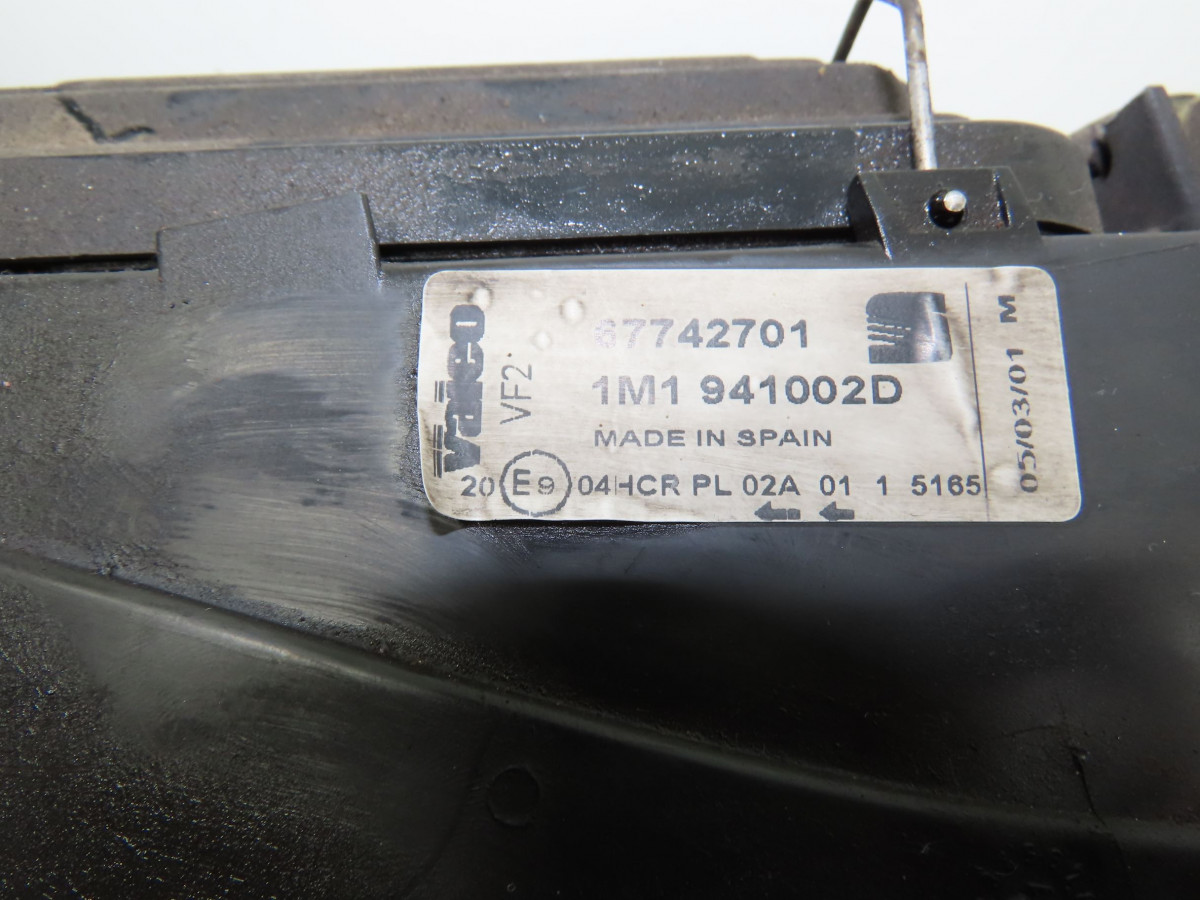 67742701
valeo
VF2
1M1 941002D
MADE IN SPAIN
20 E9 04HCR PL 02A 01 1 5165
05/03/01 M